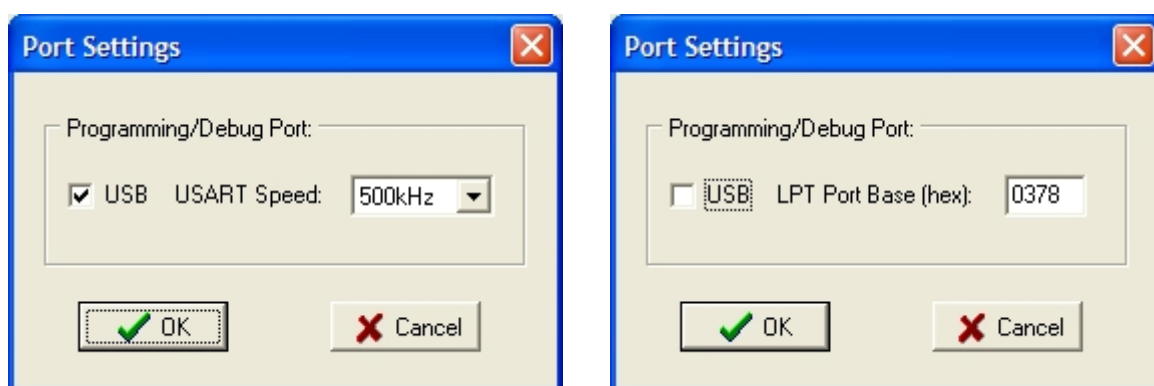 Port Settings
Programming/Debug Port:
USB USART Speed: 500kHz
OK Cancel
Port Settings
Programming/Debug Port:
USB LPT Port Base (hex): 0378
OK Cancel